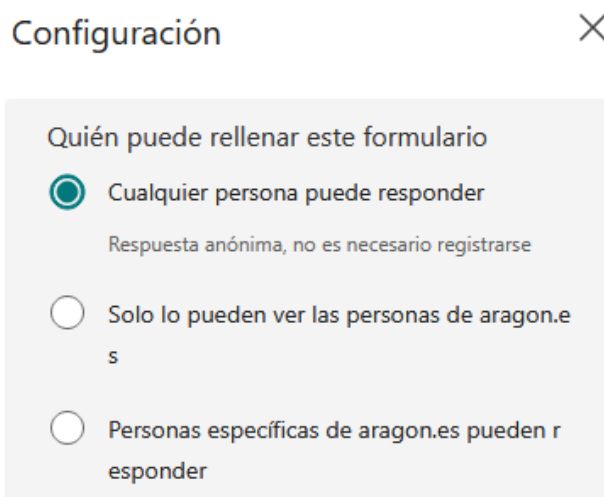 Configuración
Quién puede rellenar este formulario
Cualquier persona puede responder
Respuesta anónima, no es necesario registrarse
Solo lo pueden ver las personas de aragon.e
s
Personas específicas de aragon.es pueden r
esponder